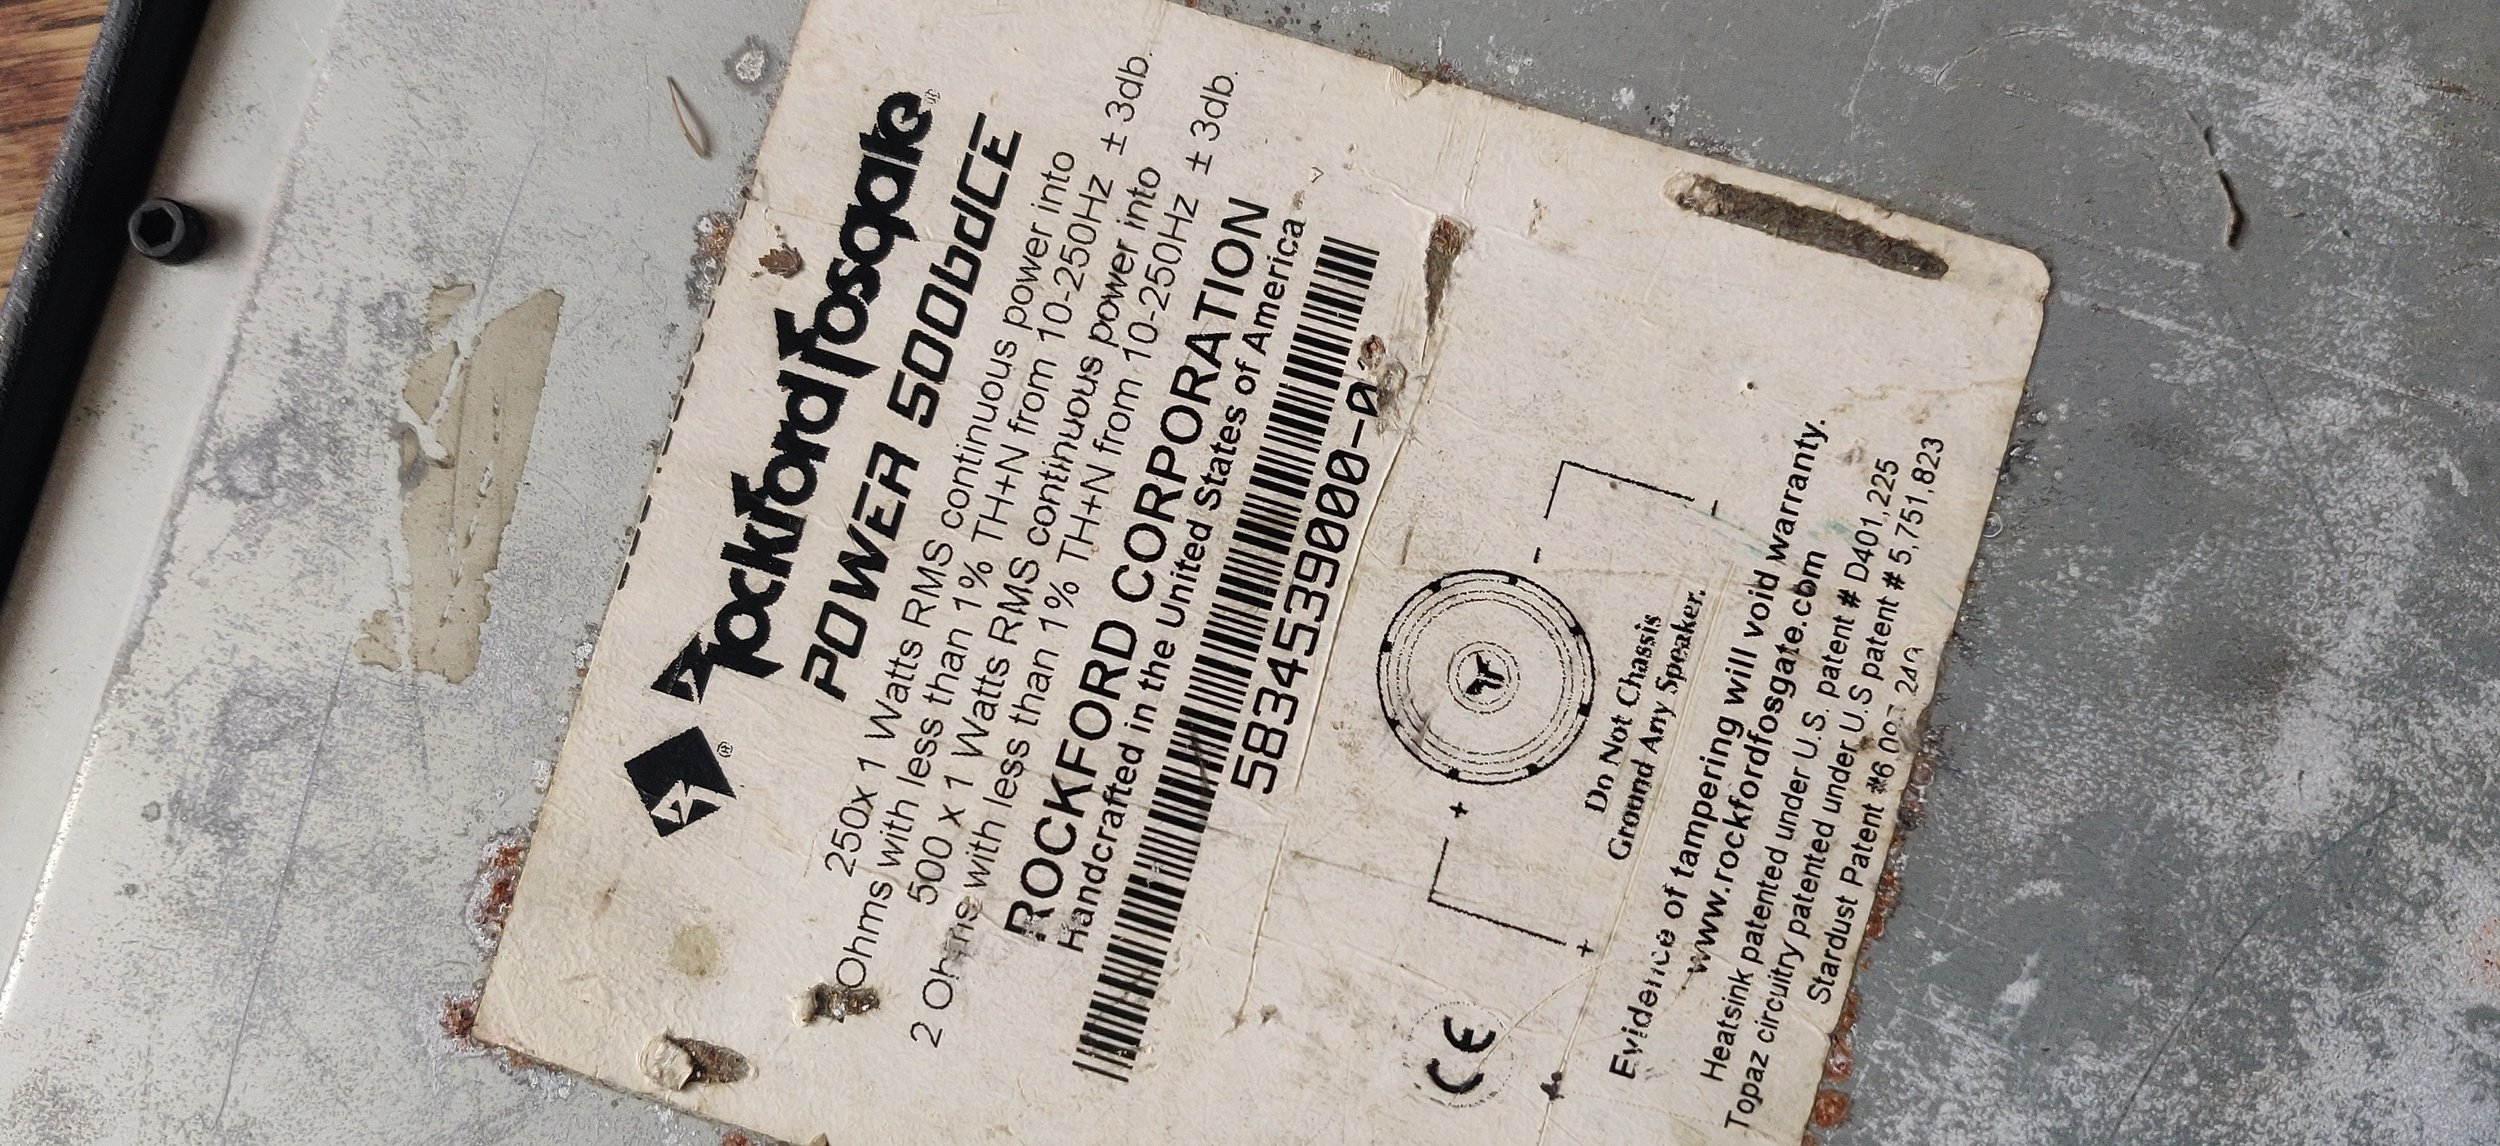 Rockford Fosgate®
®
POWER 500bdCE
250x 1 Watts RMS continuous power into
Ohms with less than 1% TH+N from 10-250Hz ± 3db.
500 x 1 Watts RMS continuous power into
2 Ohms with less than 1% TH+N from 10-250Hz ± 3db.
ROCKFORD CORPORATION
Handcrafted in the United States of America
5834539000-
- +
- +
Do Not Chassis
Ground Any Speaker.
CE
Evidence of tampering will void warranty.
www.rockfordfosgate.com
Heatsink patented under U.S. patent # D401,225
Topaz circuitry patented under U.S patent # 5,751,823
Stardust Patent #6